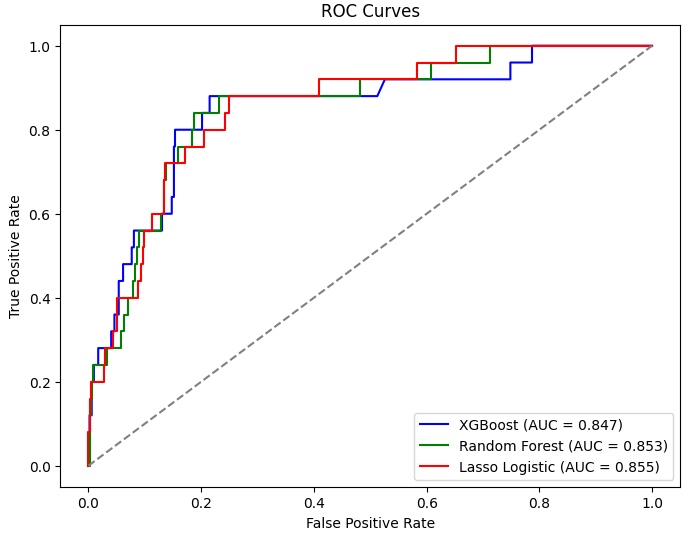 ROC Curves
True Positive Rate
1.0
0.8
0.6
0.4
0.2
0.0
0.0 0.2 0.4 0.6 0.8 1.0
False Positive Rate
XGBoost (AUC = 0.847)
Random Forest (AUC = 0.853)
Lasso Logistic (AUC = 0.855)